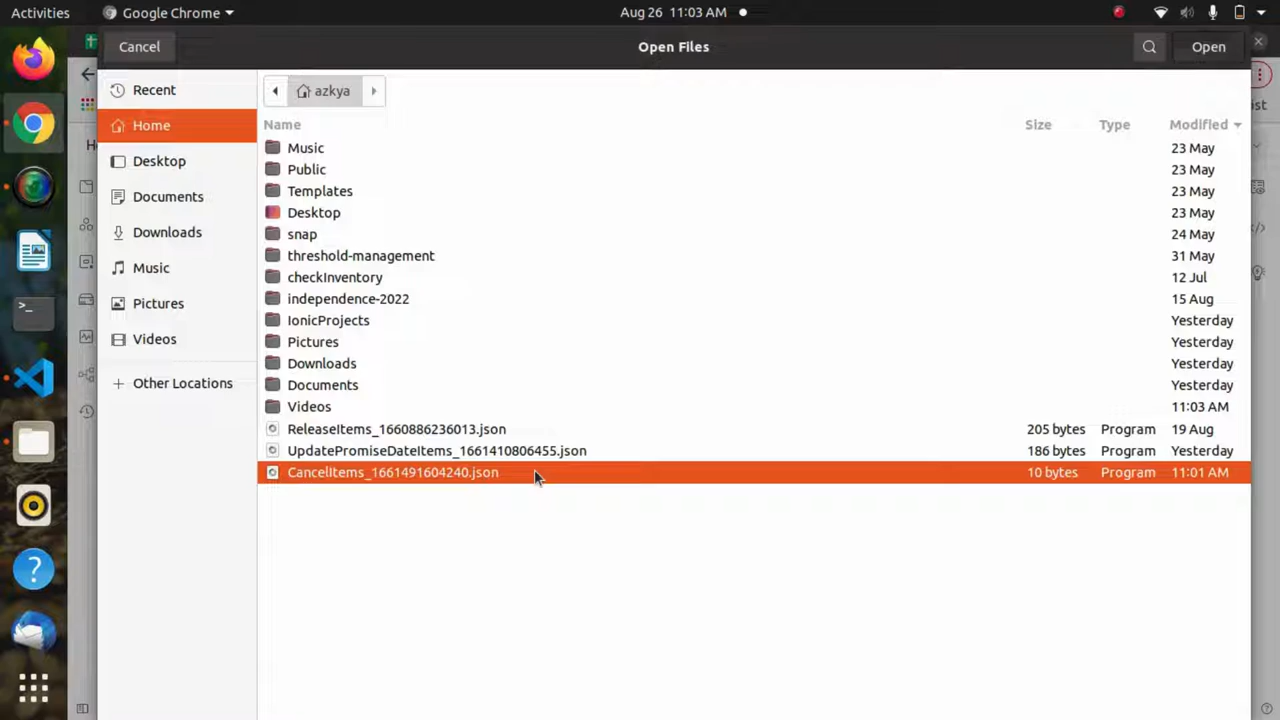 Activities Google Chrome Aug 26 11:03 AM
Cancel Open Files Open
Recent
Home
Desktop
Documents
Downloads
Music
Pictures
Videos
Other Locations
azkya
Name Size Type Modified
Music 23 May
Public 23 May
Templates 23 May
Desktop 23 May
snap 24 May
threshold-management 31 May
checkInventory 12 Jul
independence-2022 15 Aug
IonicProjects Yesterday
Pictures Yesterday
Downloads Yesterday
Documents Yesterday
Videos 11:03 AM
ReleaseItems_1660886236013.json 205 bytes Program 19 Aug
UpdatePromiseDateItems_1661410806455.json 186 bytes Program Yesterday
CancelItems_1661491604240.json 10 bytes Program 11:01 AM